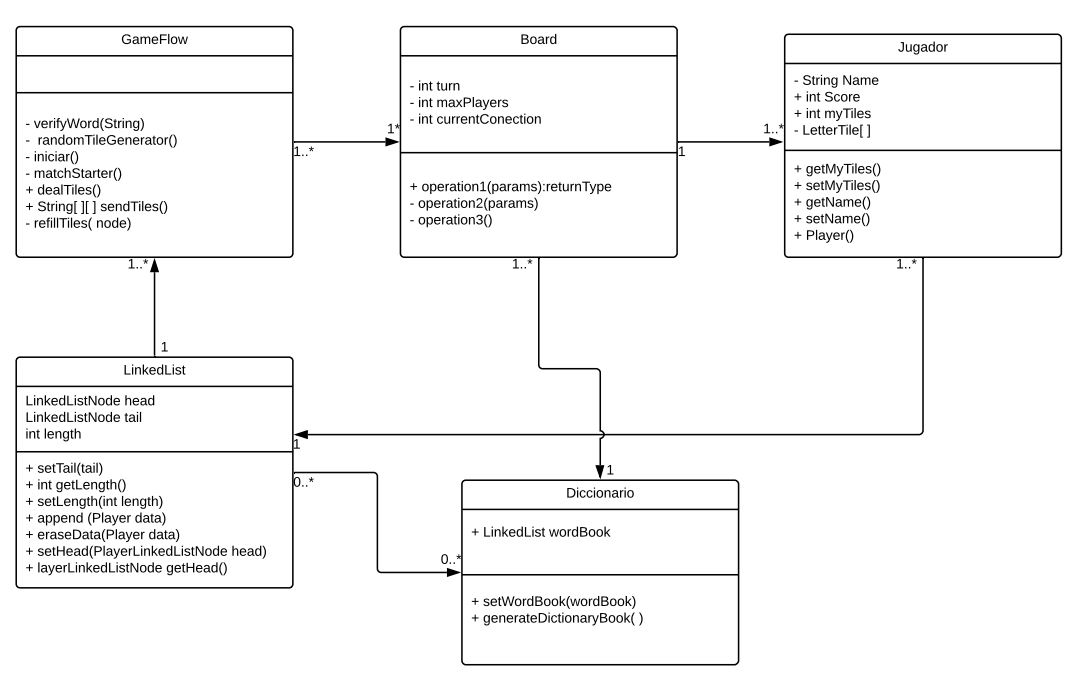 GameFlow
- verifyWord(String)
- randomTileGenerator()
- iniciar()
- matchStarter()
+ dealTiles()
+ String[ ][ ] sendTiles()
- refillTiles( node)
1..*
1*
Board
- int turn
- int maxPlayers
- int currentConection
+ operation1(params):returnType
- operation2(params)
- operation3()
1
1..*
Jugador
- String Name
+ int Score
+ int myTiles
- LetterTile[ ]
+ getMyTiles()
+ setMyTiles()
+ getName()
+ setName()
+ Player()
1..*
1..*
1..*
1
LinkedList
LinkedListNode head
LinkedListNode tail
int length
+ setTail(tail)
+ int getLength()
+ setLength(int length)
+ append (Player data)
+ eraseData(Player data)
+ setHead(PlayerLinkedListNode head)
+ layerLinkedListNode getHead()
1
0..*
0..*
1
Diccionario
+ LinkedList wordBook
+ setWordBook(wordBook)
+ generateDictionaryBook( )